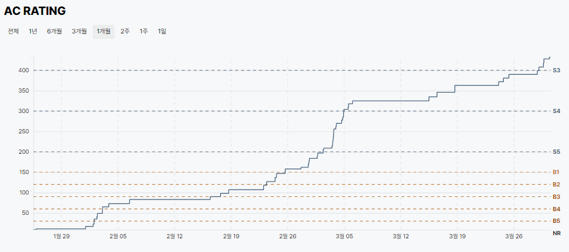 AC RATING
전체 1년 6개월 3개월 1개월 2주 1주 1일
400 S3
350
300 S4
250
200 S5
150 B1
B2
100 B3
B4
50
B5
NR
1월 29 2월 05 2월 12 2월 19 2월 26 3월 05 3월 12 3월 19 3월 26